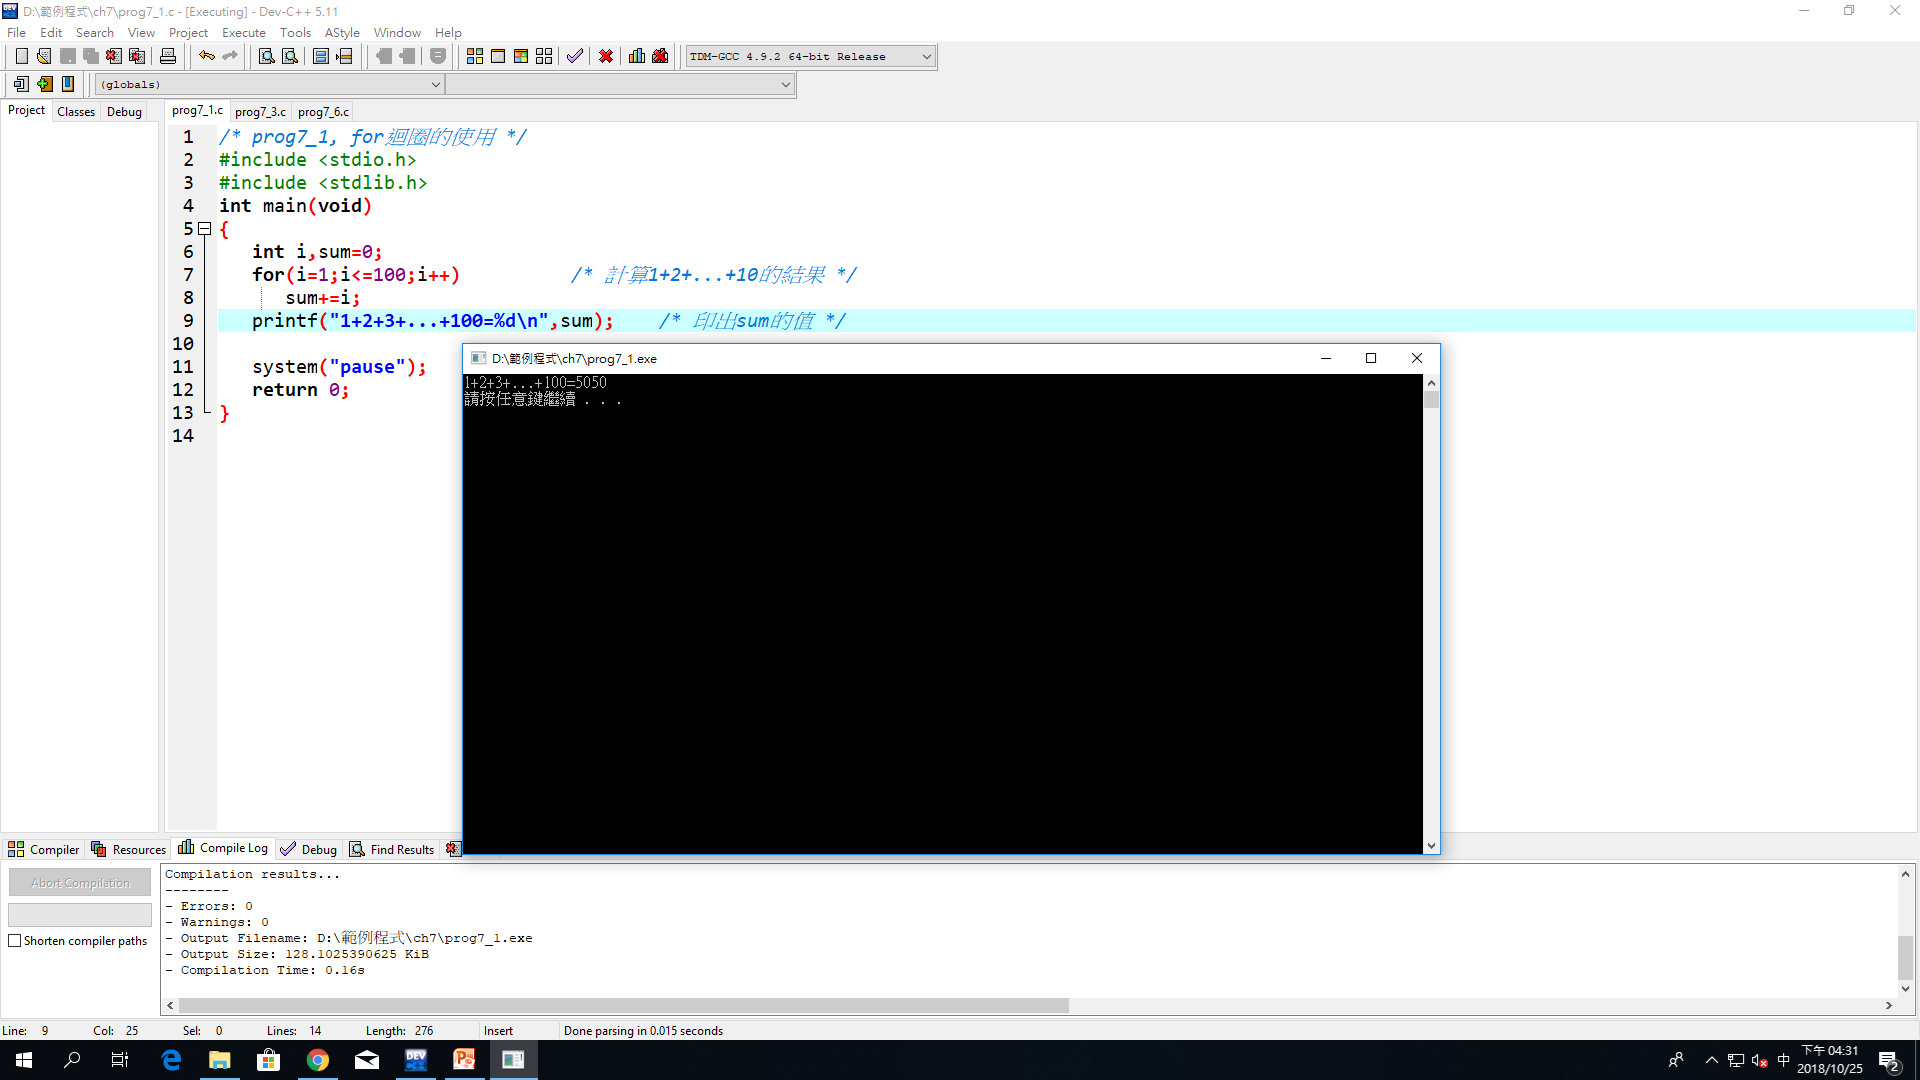 D:\範例程式\ch7\prog7_1.c - [Executing] - Dev-C++ 5.11
File Edit Search View Project Execute Tools AStyle Window Help
TDM-GCC 4.9.2 64-bit Release
(globals)
Project Classes Debug
prog7_1.c prog7_3.c prog7_6.c
1 /* prog7_1, for迴圈的使用 */
2 #include <stdio.h>
3 #include <stdlib.h>
4 int main(void)
5 {
6 int i,sum=0;
7 for(i=1;i<=100;i++) /* 計算1+2+...+10的結果 */
8 sum+=i;
9 printf("1+2+3+...+100=%d\n",sum); /* 印出sum的值 */
10
11 system("pause");
12 return 0;
13 }
14
D:\範例程式\ch7\prog7_1.exe
1+2+3+...+100=5050
請按任意鍵繼續 . . .
Compiler Resources Compile Log Debug Find Results
Abort Compilation
Shorten compiler paths
Compilation results...
--------
- Errors: 0
- Warnings: 0
- Output Filename: D:\範例程式\ch7\prog7_1.exe
- Output Size: 128.1025390625 KiB
- Compilation Time: 0.16s
Line: 9 Col: 25 Sel: 0 Lines: 14 Length: 276 Insert Done parsing in 0.015 seconds
DEV
中
下午 04:31
2018/10/25
2